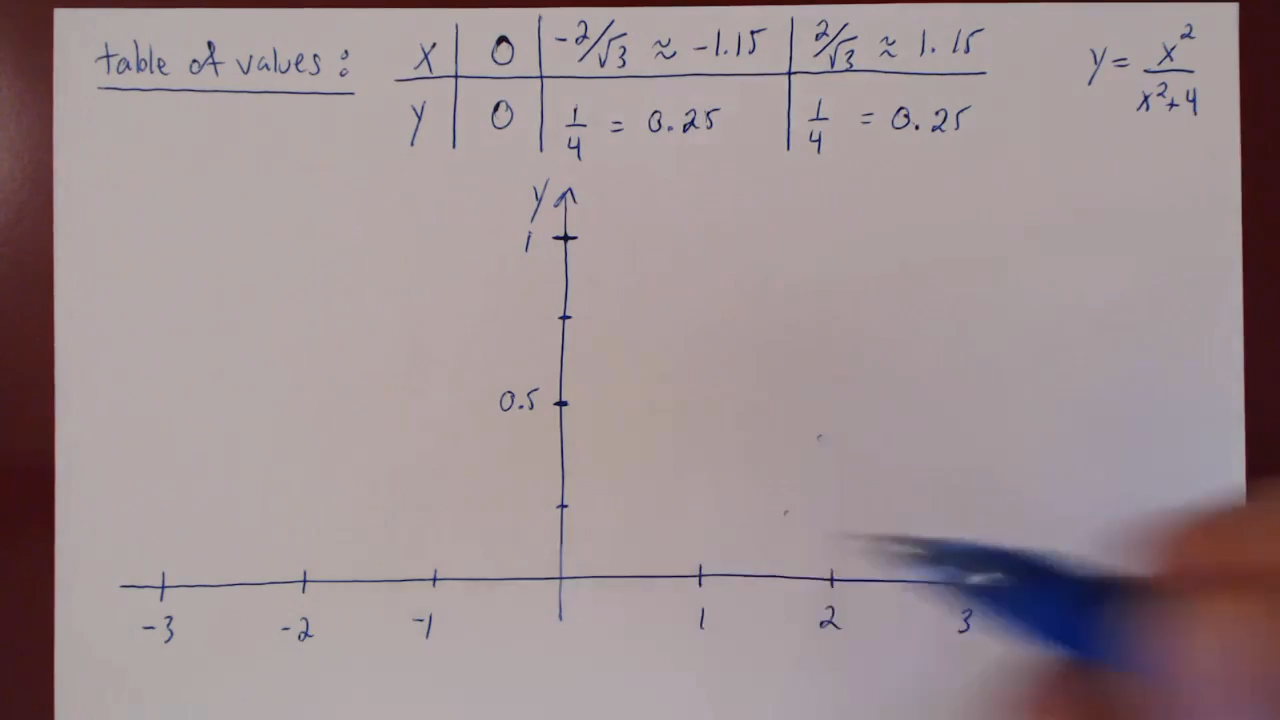 table of values:
x | 0 | -2/√3 ≈ -1.15 | 2/√3 ≈ 1.15
y | 0 | 1/4 = 0.25 | 1/4 = 0.25
y = x²/(x²+4)
y
1
0.5
-3 -2 -1 1 2 3